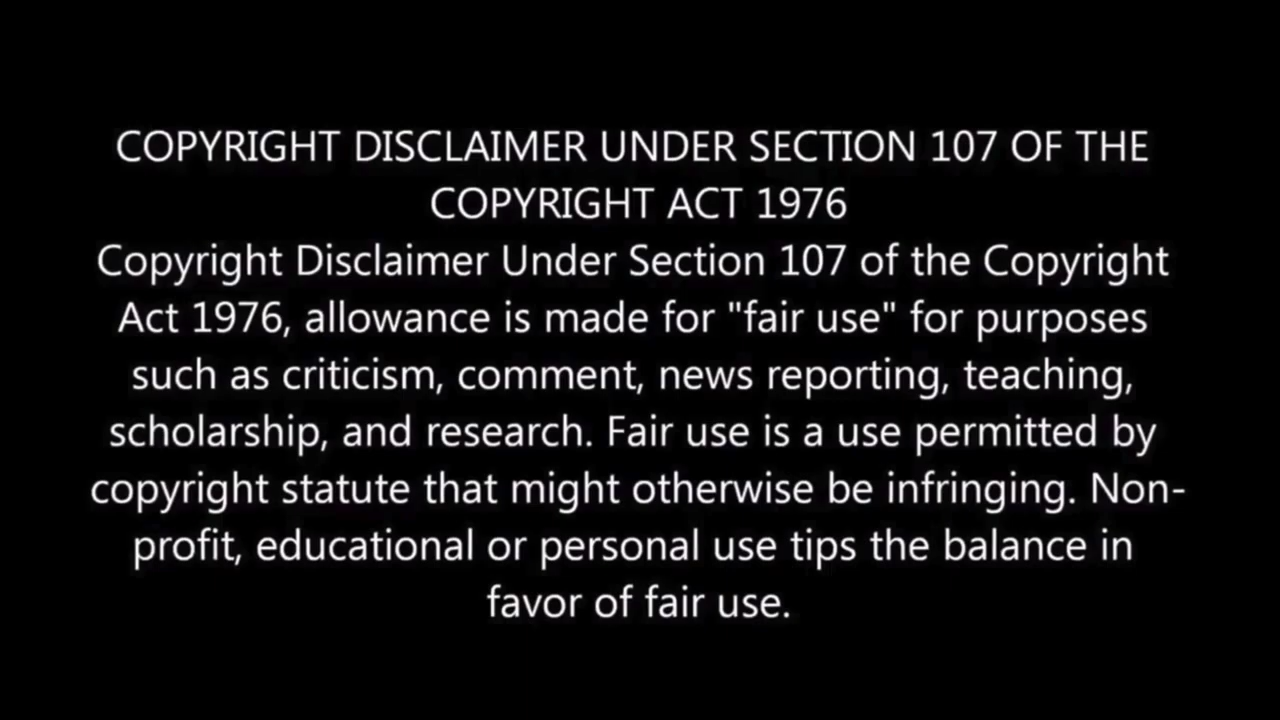 COPYRIGHT DISCLAIMER UNDER SECTION 107 OF THE
COPYRIGHT ACT 1976
Copyright Disclaimer Under Section 107 of the Copyright
Act 1976, allowance is made for "fair use" for purposes
such as criticism, comment, news reporting, teaching,
scholarship, and research. Fair use is a use permitted by
copyright statute that might otherwise be infringing. Non-
profit, educational or personal use tips the balance in
favor of fair use.